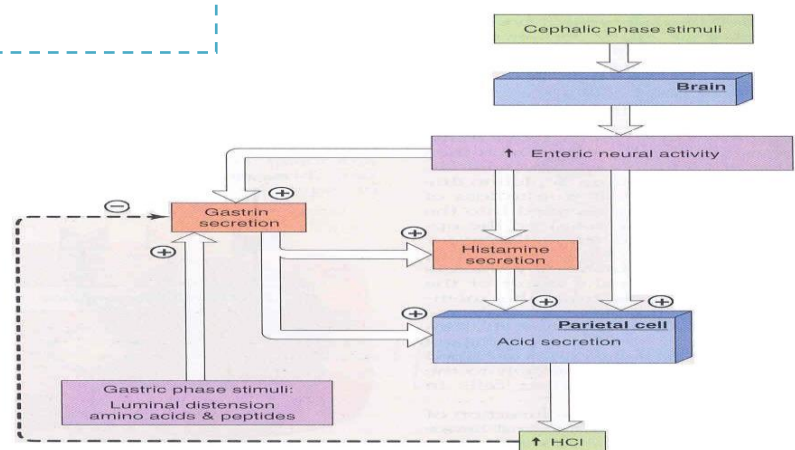 Cephalic phase stimuli
Brain
↑ Enteric neural activity
−
+
Gastrin
secretion
+
+
Histamine
secretion
+
+
+
Parietal cell
Acid secretion
Gastric phase stimuli:
Luminal distension
amino acids & peptides
↑ HCl